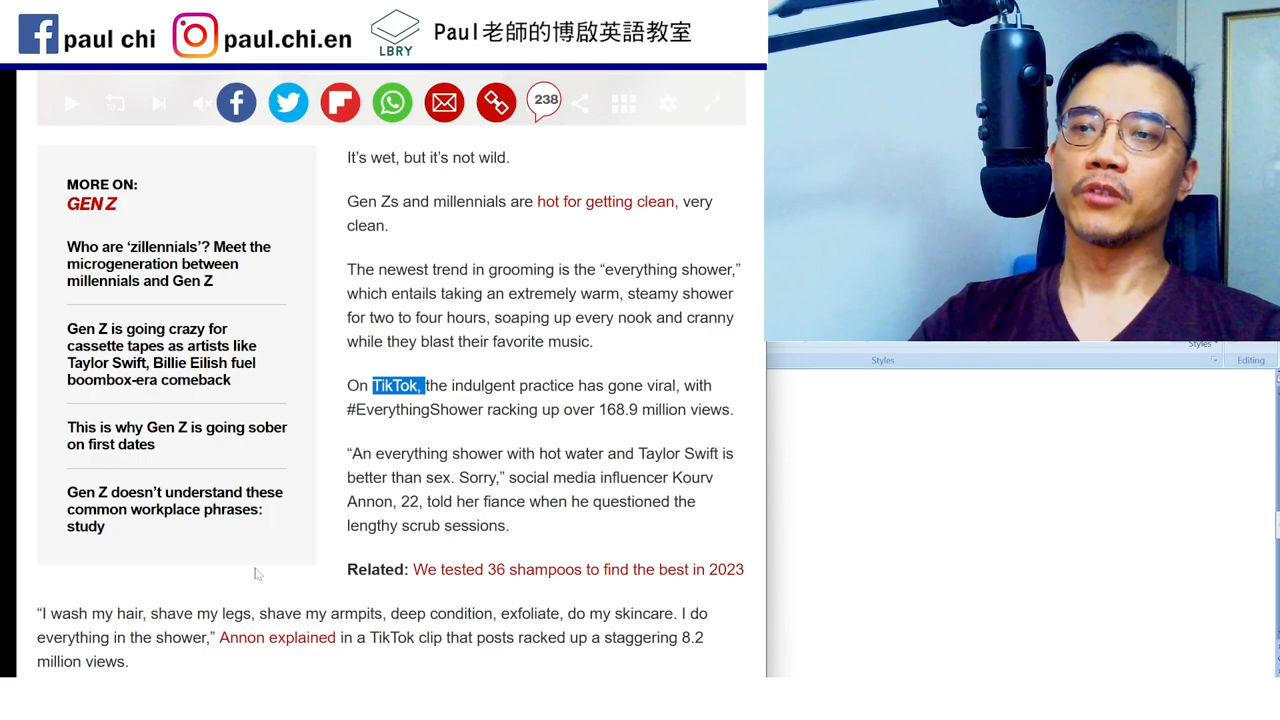 paul chi
paul.chi.en
LBRY
Paul老師的博啟英語教室
238
MORE ON:
GEN Z
Who are ‘zillennials’? Meet the
microgeneration between
millennials and Gen Z
Gen Z is going crazy for
cassette tapes as artists like
Taylor Swift, Billie Eilish fuel
boombox-era comeback
This is why Gen Z is going sober
on first dates
Gen Z doesn’t understand these
common workplace phrases:
study
It’s wet, but it’s not wild.
Gen Zs and millennials are hot for getting clean, very
clean.
The newest trend in grooming is the “everything shower,”
which entails taking an extremely warm, steamy shower
for two to four hours, soaping up every nook and cranny
while they blast their favorite music.
On TikTok, the indulgent practice has gone viral, with
#EverythingShower racking up over 168.9 million views.
“An everything shower with hot water and Taylor Swift is
better than sex. Sorry,” social media influencer Kourv
Annon, 22, told her fiance when he questioned the
lengthy scrub sessions.
Related: We tested 36 shampoos to find the best in 2023
“I wash my hair, shave my legs, shave my armpits, deep condition, exfoliate, do my skincare. I do
everything in the shower,” Annon explained in a TikTok clip that posts racked up a staggering 8.2
million views.
Styles
Styles
Editing